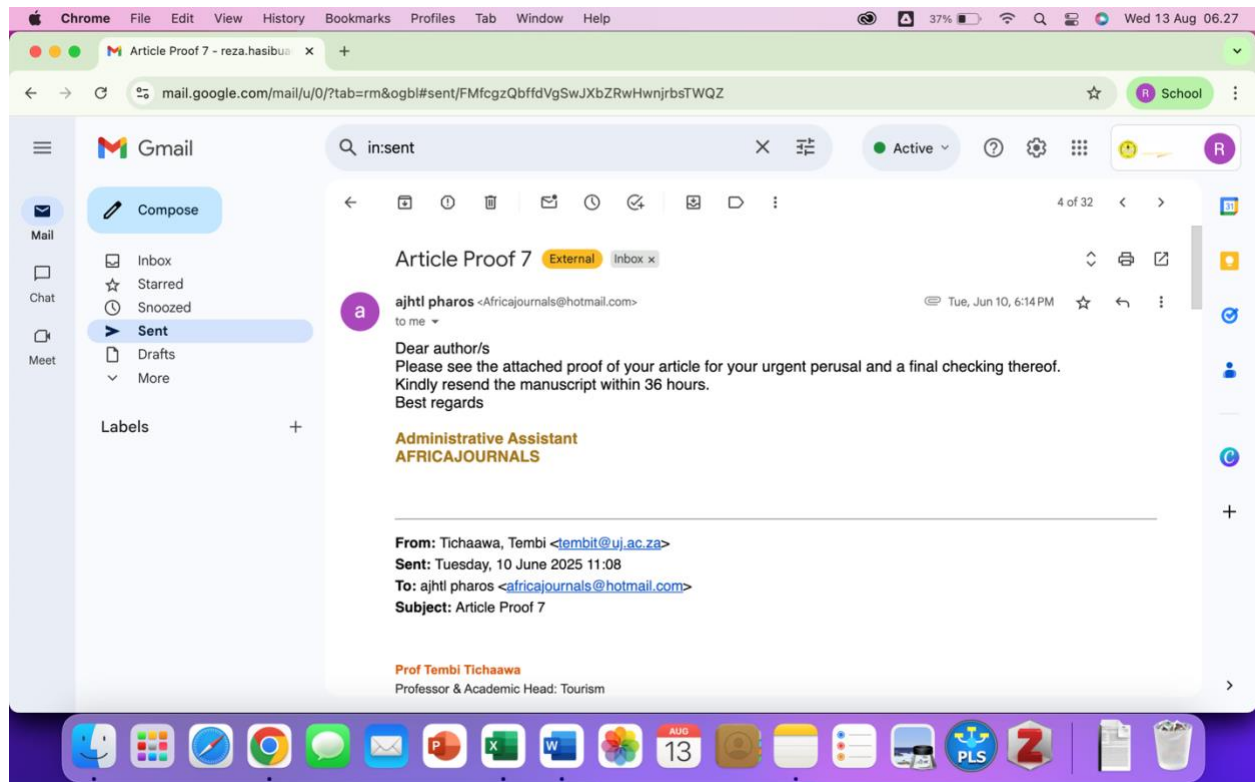 Chrome File Edit View History Bookmarks Profiles Tab Window Help 37% Wed 13 Aug 06.27
Article Proof 7 - reza.hasibua
mail.google.com/mail/u/0/?tab=rm&ogbl#sent/FMfcgzQbffdVgSwJXbZRwHwnjrbsTWQZ
R School
Gmail
in:sent
Active
R
Mail
Chat
Meet
Compose
Inbox
Starred
Snoozed
Sent
Drafts
More
Labels
4 of 32
31
Article Proof 7 External Inbox x
a
ajhtl pharos <Africajournals@hotmail.com> Tue, Jun 10, 6:14 PM
to me
Dear author/s
Please see the attached proof of your article for your urgent perusal and a final checking thereof.
Kindly resend the manuscript within 36 hours.
Best regards
Administrative Assistant
AFRICAJOURNALS
From: Tichaawa, Tembi <tembit@uj.ac.za>
Sent: Tuesday, 10 June 2025 11:08
To: ajhtl pharos <africajournals@hotmail.com>
Subject: Article Proof 7
Prof Tembi Tichaawa
Professor & Academic Head: Tourism
P
X
W
AUG
13
PLS
Z